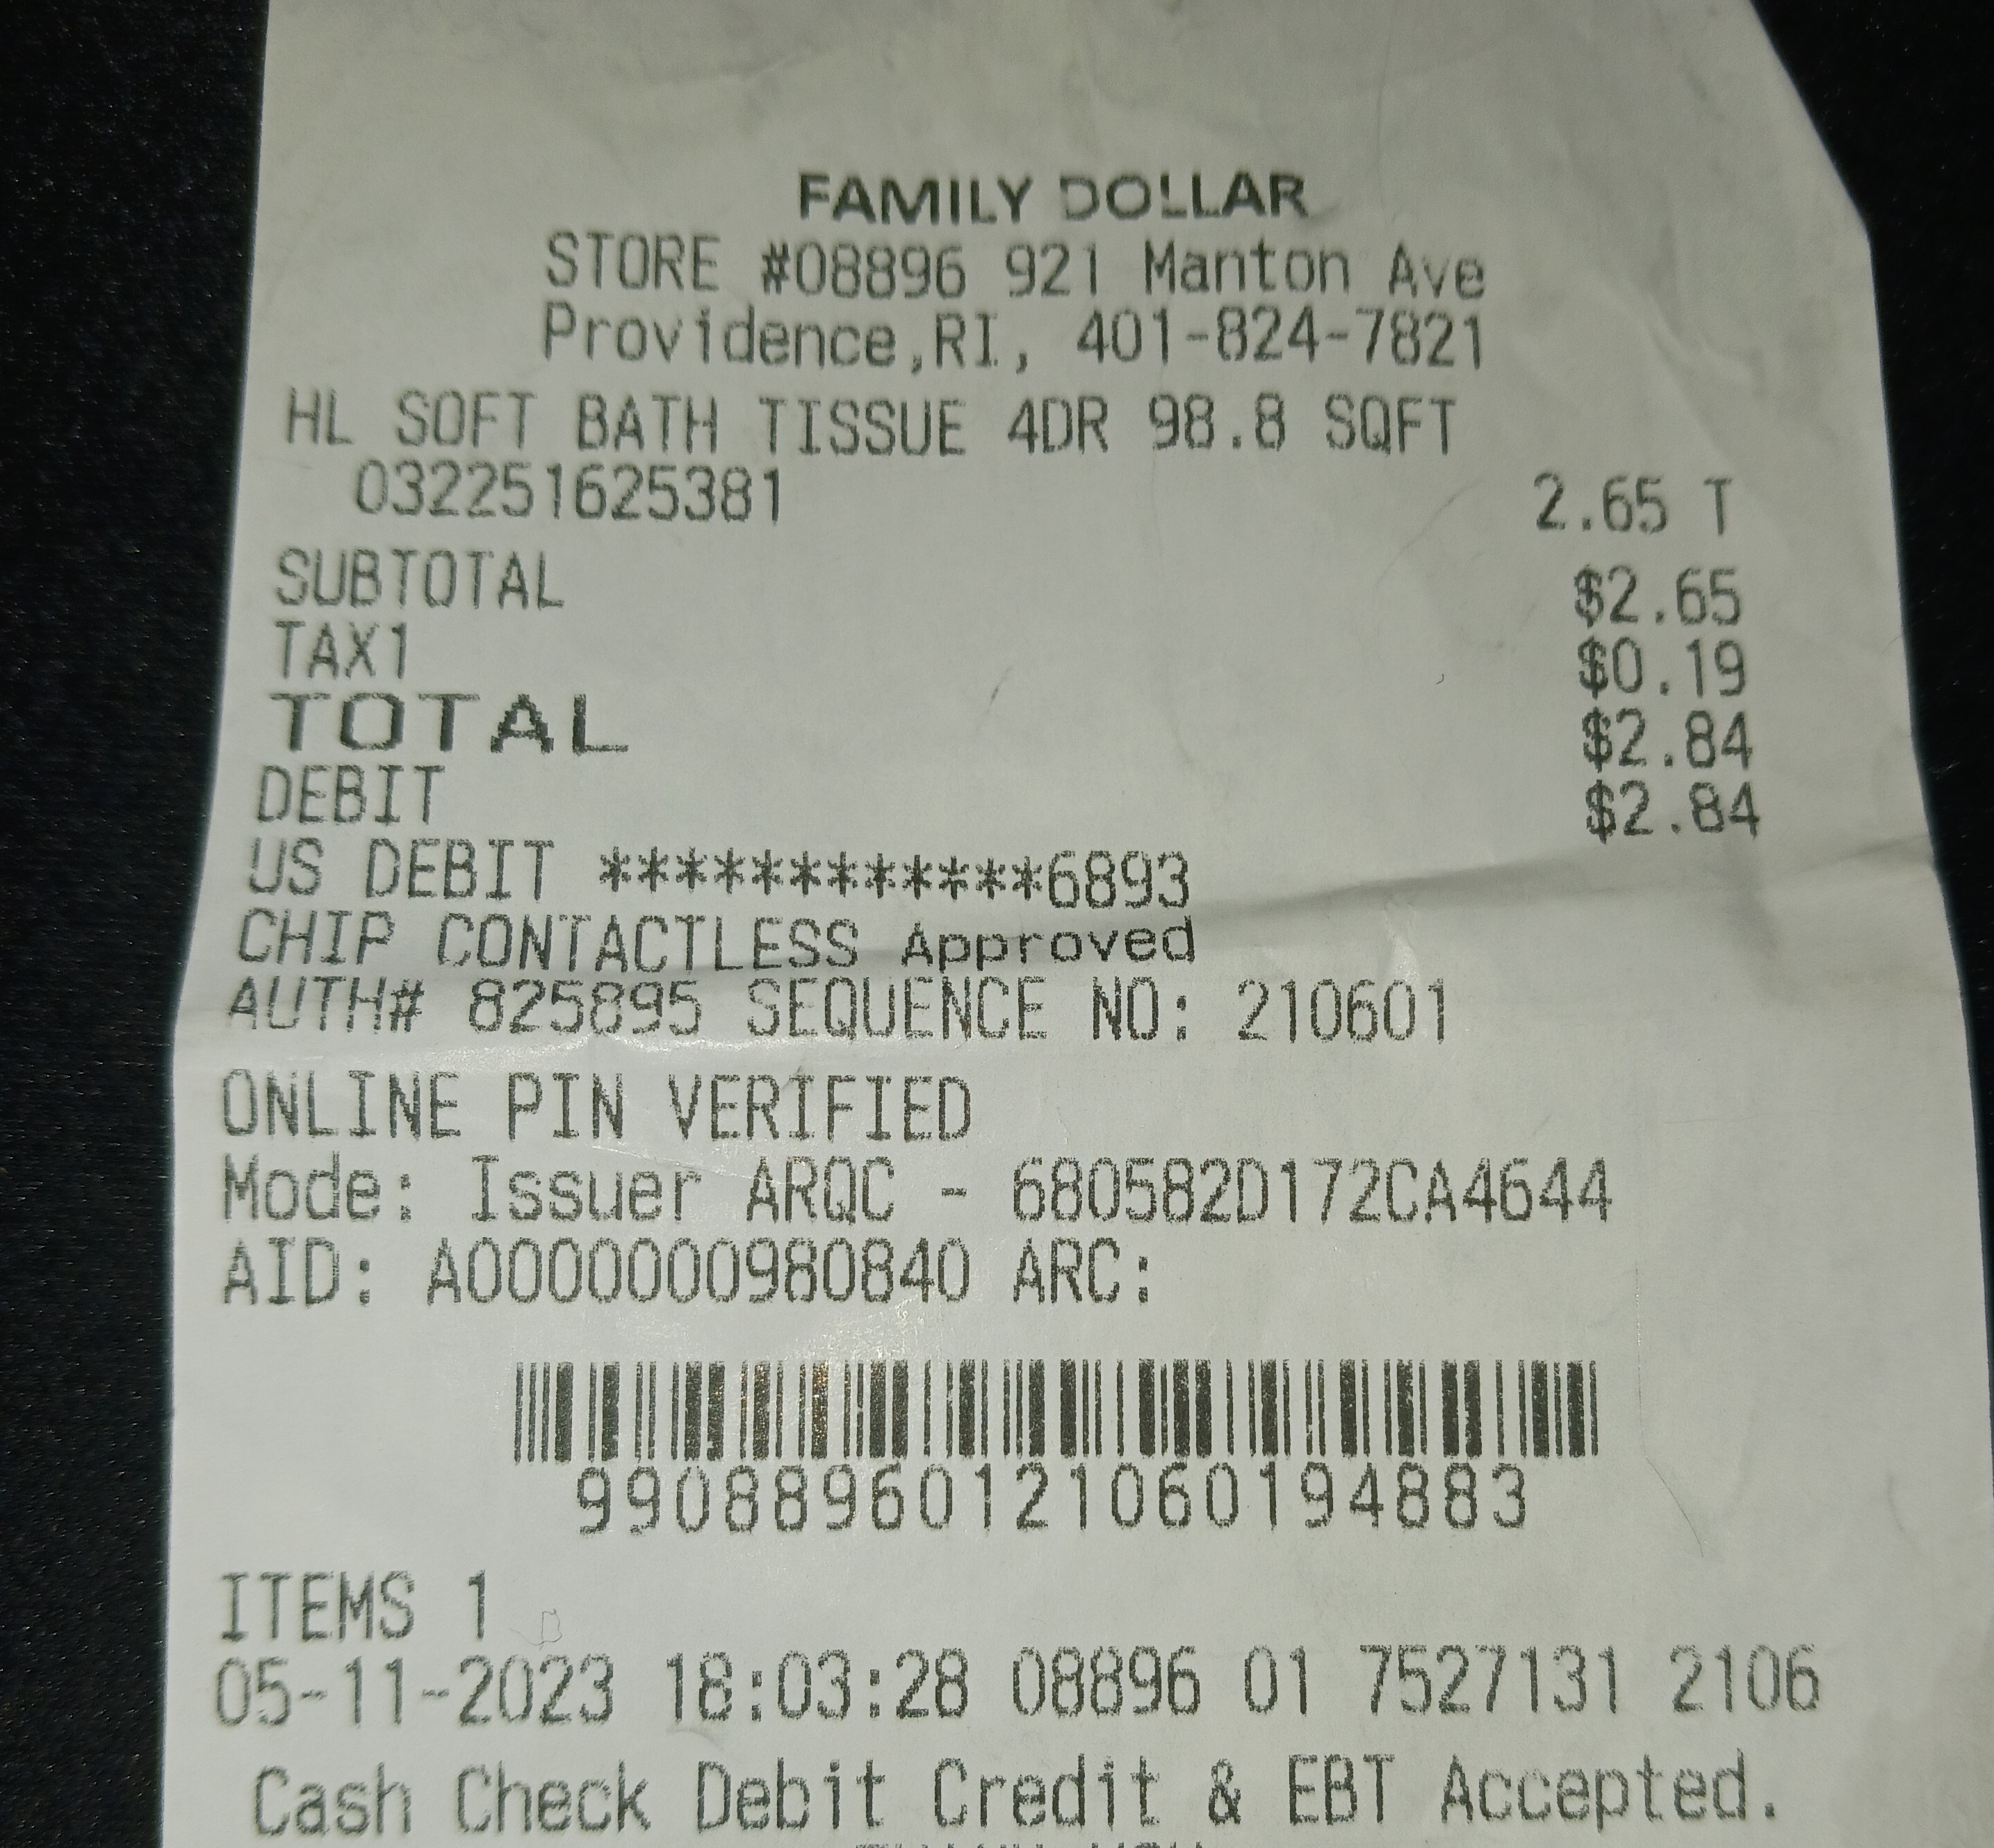 FAMILY DOLLAR
STORE #08896 921 Manton Ave
Providence,RI, 401-824-7821
HL SOFT BATH TISSUE 4DR 98.8 SQFT
032251625381 2.65 T
SUBTOTAL $2.65
TAX1 $0.19
TOTAL $2.84
DEBIT $2.84
US DEBIT ************6893
CHIP CONTACTLESS Approved
AUTH# 825895 SEQUENCE NO: 210601
ONLINE PIN VERIFIED
Mode: Issuer ARQC - 680582D172CA4644
AID: A0000000980840 ARC:
99088960121060194883
ITEMS 1
05-11-2023 18:03:28 08896 01 7527131 2106
Cash Check Debit Credit & EBT Accepted.